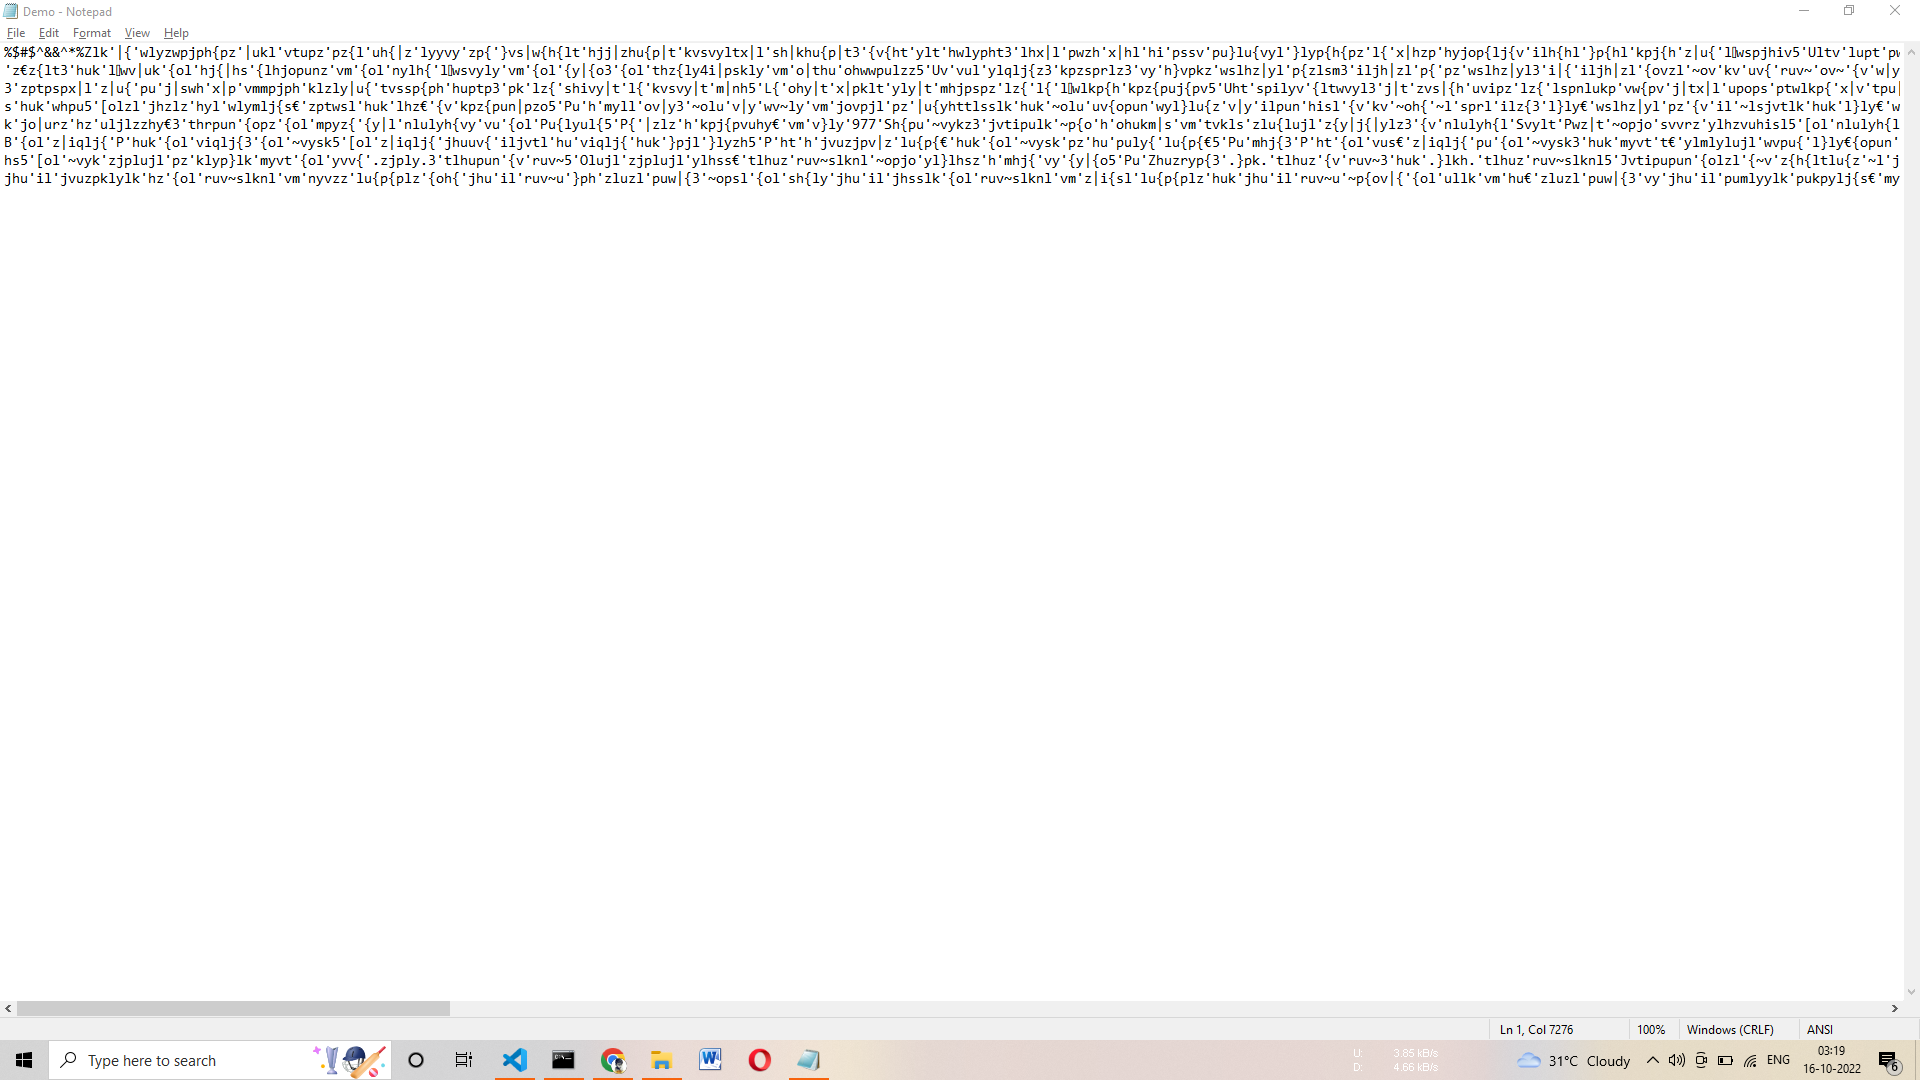 Demo - Notepad
File Edit Format View Help
%$#$^&&^*%Zlk'|{'wlyzwpjph{pz'|ukl'vtupz'pz{l'uh{|z'lyyvy'zp{'}vs|w{h{lt'hjj|zhu{p|t'kvsvyltx|l'sh|khu{p|t3'{v{ht'ylt'hwlypht3'lhx|l'pwzh'x|hl'hi'pssv'pu}lu{vyl'}lyp{h{pz'l{'x|hzp'hyjop{lj{v'ilh{hl'}p{hl'kpj{h'z|u{'l▯wspjhiv5'Ultv'lupt'pw
'z€z{lt3'huk'l▯wv|uk'{ol'hj{|hs'{lhjopunz'vm'{ol'nylh{'l▯wsvyly'vm'{ol'{y|{o3'{ol'thz{ly4i|pskly'vm'o|thu'ohwwpulzz5'Uv'vul'ylqlj{z3'kpzsprlz3'vy'h}vpkz'wslhz|yl'p{zlsm3'iljh|zl'p{'pz'wslhz|yl3'i|{'iljh|zl'{ovzl'~ov'kv'uv{'ruv~'ov~'{v'w|y
3'zptpspx|l'z|u{'pu'j|swh'x|p'vmmpjph'klzly|u{'tvssp{ph'huptp3'pk'lz{'shivy|t'l{'kvsvy|t'm|nh5'L{'ohy|t'x|pklt'yly|t'mhjpspz'lz{'l{'l▯wlkp{h'kpz{puj{pv5'Uht'spilyv'{ltwvyl3'j|t'zvs|{h'uvipz'lz{'lspnlukp'vw{pv'j|tx|l'upops'ptwlkp{'x|v'tpu|
s'huk'whpu5'[olzl'jhzlz'hyl'wlymlj{s€'zptwsl'huk'lhz€'{v'kpz{pun|pzo5'Pu'h'myll'ov|y3'~olu'v|y'wv~ly'vm'jovpjl'pz'|u{yhttlsslk'huk'~olu'uv{opun'wyl}lu{z'v|y'ilpun'hisl'{v'kv'~oh{'~l'sprl'ilz{3'l}ly€'wslhz|yl'pz'{v'il'~lsjvtlk'huk'l}ly€'w
k'jo|urz'hz'uljlzzhy€3'thrpun'{opz'{ol'mpyz{'{y|l'nlulyh{vy'vu'{ol'Pu{lyul{5'P{'|zlz'h'kpj{pvuhy€'vm'v}ly'977'Sh{pu'~vykz3'jvtipulk'~p{o'h'ohukm|s'vm'tvkls'zlu{lujl'z{y|j{|ylz3'{v'nlulyh{l'Svylt'Pwz|t'~opjo'svvrz'ylhzvuhisl5'[ol'nlulyh{l
B'{ol'z|iqlj{'P'huk'{ol'viqlj{3'{ol'~vysk5'[ol'z|iqlj{'jhuuv{'iljvtl'hu'viqlj{'huk'}pjl'}lyzh5'P'ht'h'jvuzjpv|z'lu{p{€'huk'{ol'~vysk'pz'hu'puly{'lu{p{€5'Pu'mhj{3'P'ht'{ol'vus€'z|iqlj{'pu'{ol'~vysk3'huk'myvt't€'ylmlylujl'wvpu{'l}ly€{opun'
hs5'[ol'~vyk'zjplujl'pz'klyp}lk'myvt'{ol'yvv{'.zjply.3'tlhupun'{v'ruv~5'Olujl'zjplujl'ylhss€'tlhuz'ruv~slknl'~opjo'yl}lhsz'h'mhj{'vy'{y|{o5'Pu'Zhuzryp{3'.}pk.'tlhuz'{v'ruv~3'huk'.}lkh.'tlhuz'ruv~slknl5'Jvtipupun'{olzl'{~v'z{h{ltlu{z'~l'j
jhu'il'jvuzpklylk'hz'{ol'ruv~slknl'vm'nyvzz'lu{p{plz'{oh{'jhu'il'ruv~u'}ph'zluzl'puw|{3'~opsl'{ol'sh{ly'jhu'il'jhsslk'{ol'ruv~slknl'vm'z|i{sl'lu{p{plz'huk'jhu'il'ruv~u'~p{ov|{'{ol'ullk'vm'hu€'zluzl'puw|{3'vy'jhu'il'pumlyylk'pukpylj{s€'my
Ln 1, Col 7276 100% Windows (CRLF) ANSI
Type here to search
U: 3.85 kB/s
D: 4.66 kB/s
31°C Cloudy
ENG
03:19
16-10-2022
6